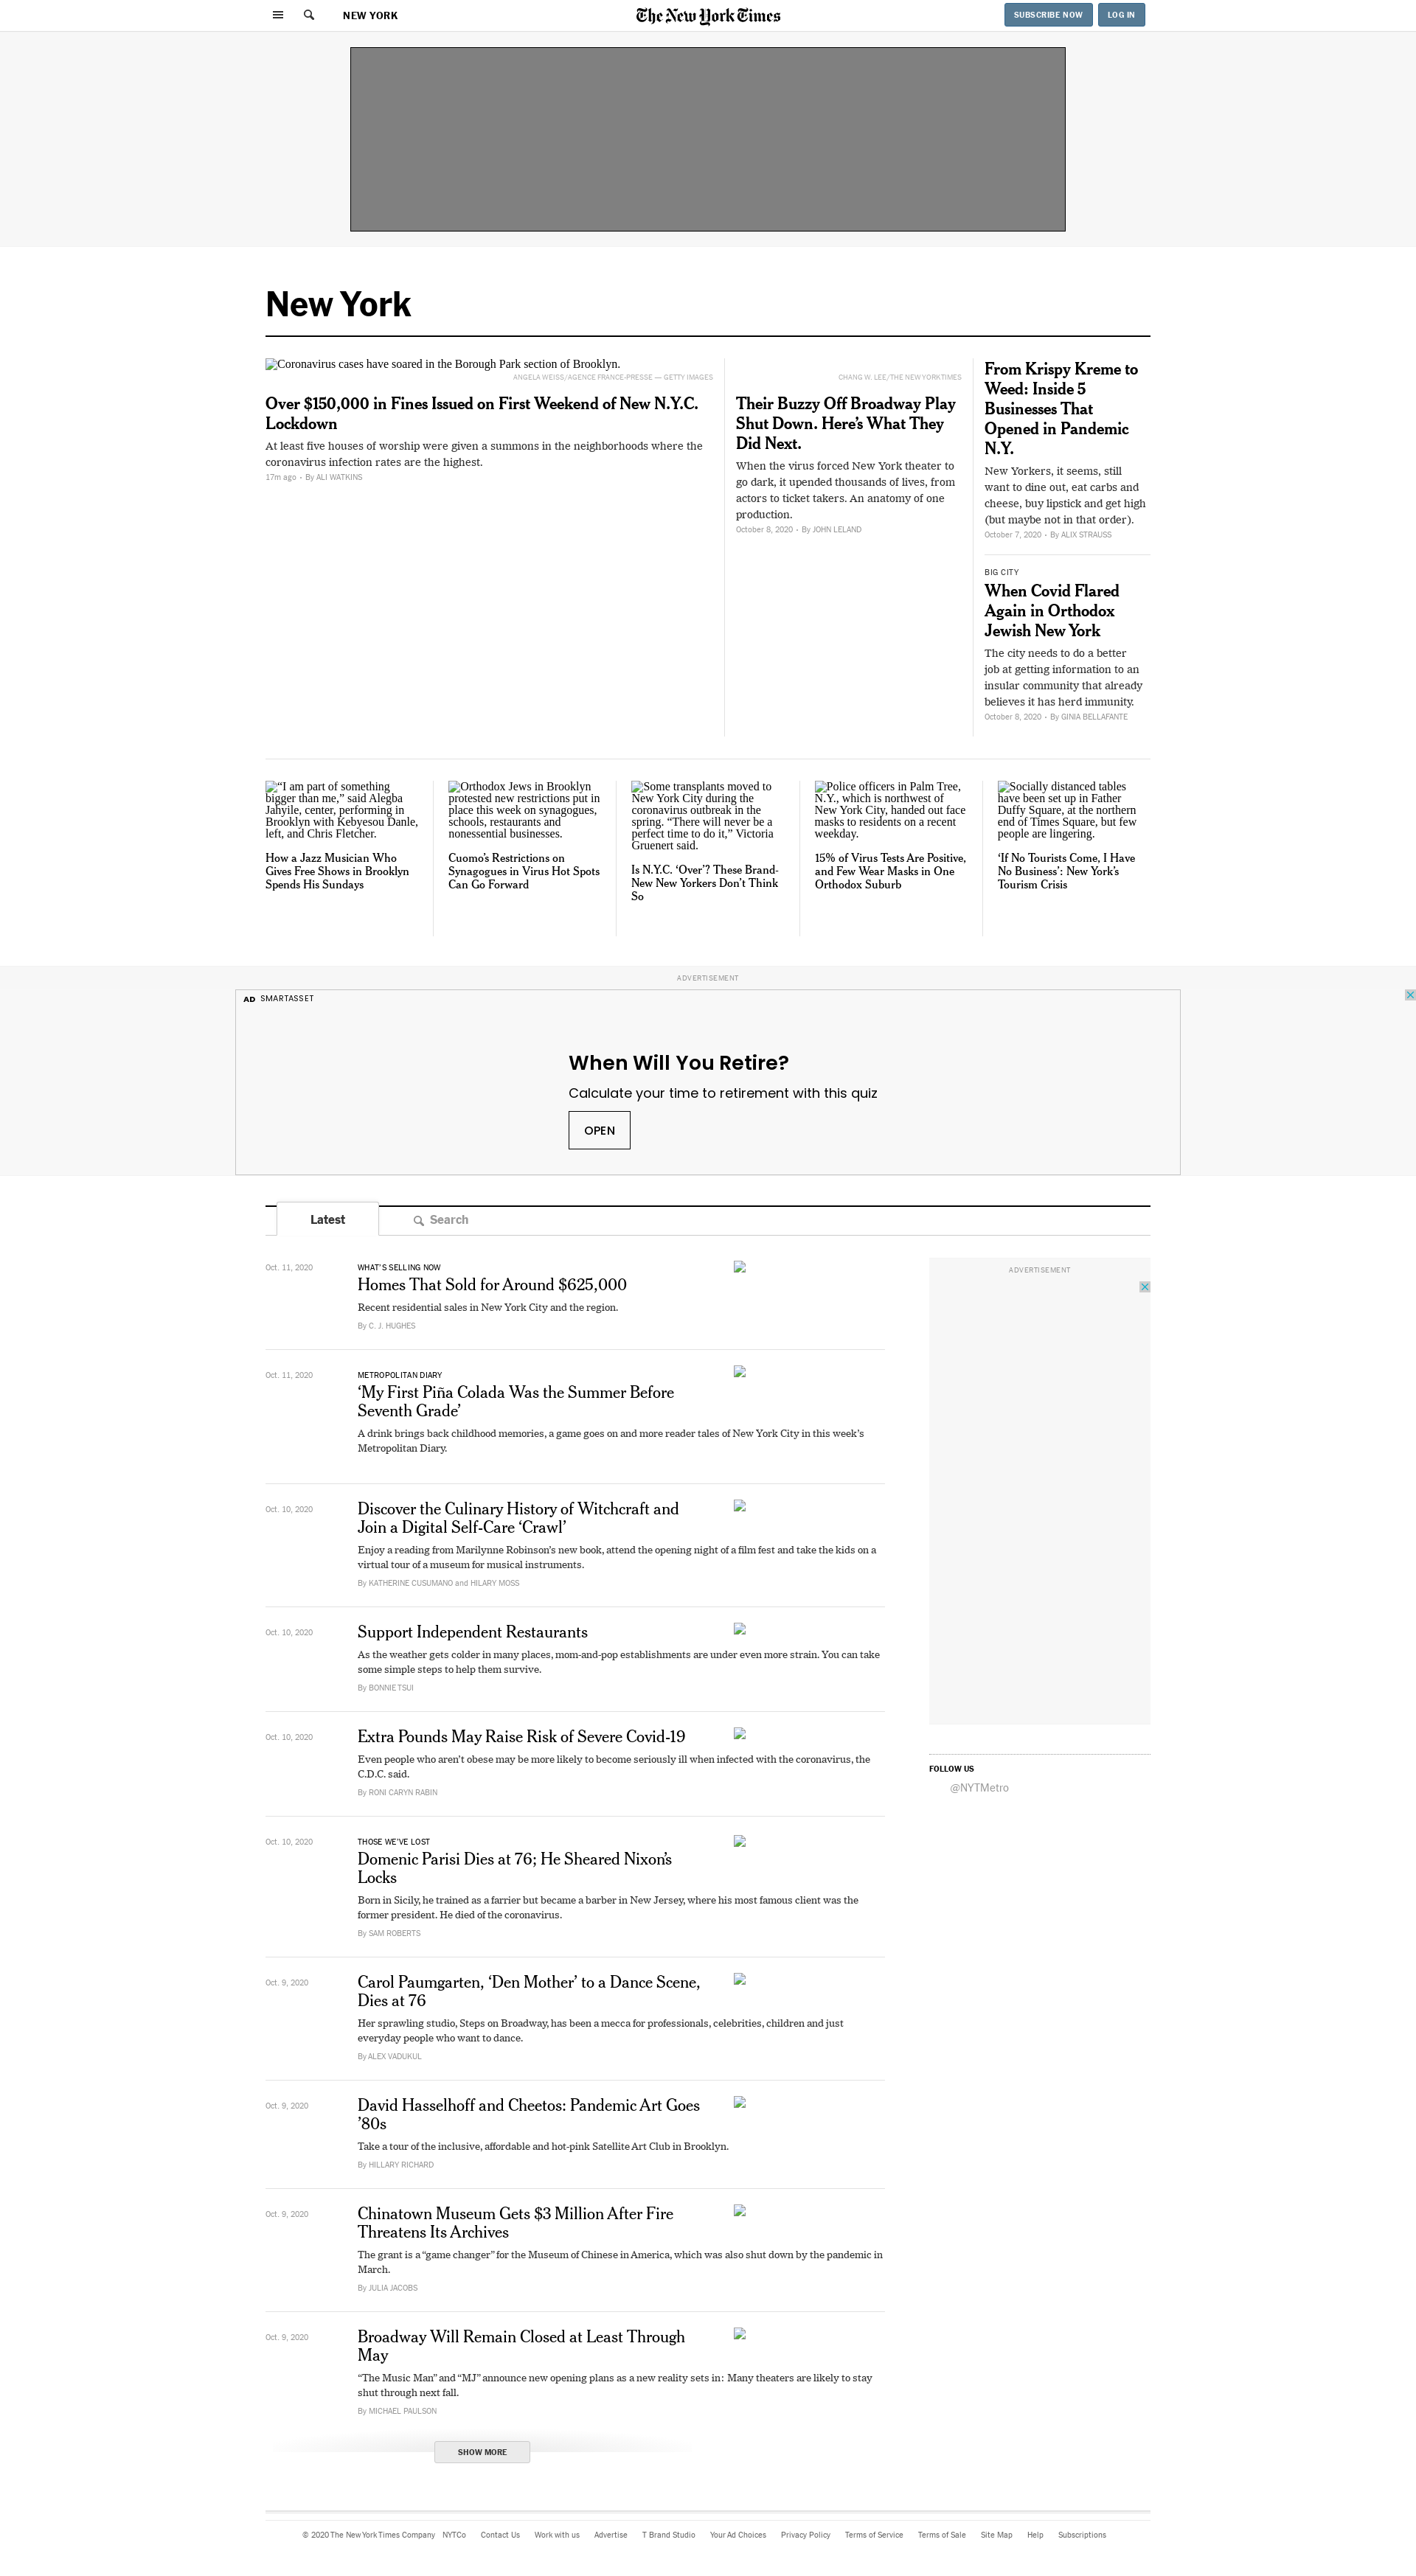 NEW YORK
The New York Times
SUBSCRIBE NOW
LOG IN
New York
Coronavirus cases have soared in the Borough Park section of Brooklyn.
ANGELA WEISS/AGENCE FRANCE-PRESSE — GETTY IMAGES
Over $150,000 in Fines Issued on First Weekend of New N.Y.C.
Lockdown
At least five houses of worship were given a summons in the neighborhoods where the
coronavirus infection rates are the highest.
17m ago • By ALI WATKINS
CHANG W. LEE/THE NEW YORK TIMES
Their Buzzy Off Broadway Play
Shut Down. Here’s What They
Did Next.
When the virus forced New York theater to
go dark, it upended thousands of lives, from
actors to ticket takers. An anatomy of one
production.
October 8, 2020 • By JOHN LELAND
From Krispy Kreme to
Weed: Inside 5
Businesses That
Opened in Pandemic
N.Y.
New Yorkers, it seems, still
want to dine out, eat carbs and
cheese, buy lipstick and get high
(but maybe not in that order).
October 7, 2020 • By ALIX STRAUSS
BIG CITY
When Covid Flared
Again in Orthodox
Jewish New York
The city needs to do a better
job at getting information to an
insular community that already
believes it has herd immunity.
October 8, 2020 • By GINIA BELLAFANTE
“I am part of something
bigger than me,” said Alegba
Jahyile, center, performing in
Brooklyn with Kebyesou Danle,
left, and Chris Fletcher.
How a Jazz Musician Who
Gives Free Shows in Brooklyn
Spends His Sundays
Orthodox Jews in Brooklyn
protested new restrictions put in
place this week on synagogues,
schools, restaurants and
nonessential businesses.
Cuomo’s Restrictions on
Synagogues in Virus Hot Spots
Can Go Forward
Some transplants moved to
New York City during the
coronavirus outbreak in the
spring. “There will never be a
perfect time to do it,” Victoria
Gruenert said.
Is N.Y.C. ‘Over’? These Brand-
New New Yorkers Don’t Think
So
Police officers in Palm Tree,
N.Y., which is northwest of
New York City, handed out face
masks to residents on a recent
weekday.
15% of Virus Tests Are Positive,
and Few Wear Masks in One
Orthodox Suburb
Socially distanced tables
have been set up in Father
Duffy Square, at the northern
end of Times Square, but few
people are lingering.
‘If No Tourists Come, I Have
No Business’: New York’s
Tourism Crisis
ADVERTISEMENT
AD SMARTASSET
When Will You Retire?
Calculate your time to retirement with this quiz
OPEN
Latest
Search
Oct. 11, 2020
WHAT’S SELLING NOW
Homes That Sold for Around $625,000
Recent residential sales in New York City and the region.
By C. J. HUGHES
Oct. 11, 2020
METROPOLITAN DIARY
‘My First Piña Colada Was the Summer Before
Seventh Grade’
A drink brings back childhood memories, a game goes on and more reader tales of New York City in this week’s
Metropolitan Diary.
Oct. 10, 2020
Discover the Culinary History of Witchcraft and
Join a Digital Self-Care ‘Crawl’
Enjoy a reading from Marilynne Robinson’s new book, attend the opening night of a film fest and take the kids on a
virtual tour of a museum for musical instruments.
By KATHERINE CUSUMANO and HILARY MOSS
Oct. 10, 2020
Support Independent Restaurants
As the weather gets colder in many places, mom-and-pop establishments are under even more strain. You can take
some simple steps to help them survive.
By BONNIE TSUI
Oct. 10, 2020
Extra Pounds May Raise Risk of Severe Covid-19
Even people who aren’t obese may be more likely to become seriously ill when infected with the coronavirus, the
C.D.C. said.
By RONI CARYN RABIN
Oct. 10, 2020
THOSE WE’VE LOST
Domenic Parisi Dies at 76; He Sheared Nixon’s
Locks
Born in Sicily, he trained as a farrier but became a barber in New Jersey, where his most famous client was the
former president. He died of the coronavirus.
By SAM ROBERTS
Oct. 9, 2020
Carol Paumgarten, ‘Den Mother’ to a Dance Scene,
Dies at 76
Her sprawling studio, Steps on Broadway, has been a mecca for professionals, celebrities, children and just
everyday people who want to dance.
By ALEX VADUKUL
Oct. 9, 2020
David Hasselhoff and Cheetos: Pandemic Art Goes
’80s
Take a tour of the inclusive, affordable and hot-pink Satellite Art Club in Brooklyn.
By HILLARY RICHARD
Oct. 9, 2020
Chinatown Museum Gets $3 Million After Fire
Threatens Its Archives
The grant is a “game changer” for the Museum of Chinese in America, which was also shut down by the pandemic in
March.
By JULIA JACOBS
Oct. 9, 2020
Broadway Will Remain Closed at Least Through
May
“The Music Man” and “MJ” announce new opening plans as a new reality sets in: Many theaters are likely to stay
shut through next fall.
By MICHAEL PAULSON
SHOW MORE
ADVERTISEMENT
FOLLOW US
@NYTMetro
© 2020 The New York Times Company NYTCo Contact Us Work with us Advertise T Brand Studio Your Ad Choices Privacy Policy Terms of Service Terms of Sale Site Map Help Subscriptions